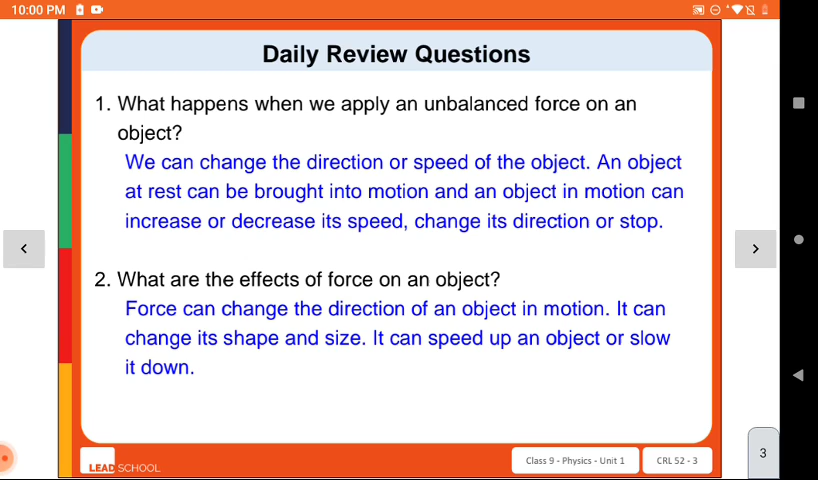 10:00 PM
Daily Review Questions
1. What happens when we apply an unbalanced force on an
object?
We can change the direction or speed of the object. An object
at rest can be brought into motion and an object in motion can
increase or decrease its speed, change its direction or stop.
2. What are the effects of force on an object?
Force can change the direction of an object in motion. It can
change its shape and size. It can speed up an object or slow
it down.
LEAD SCHOOL
Class 9 - Physics - Unit 1
CRL 52 - 3
3